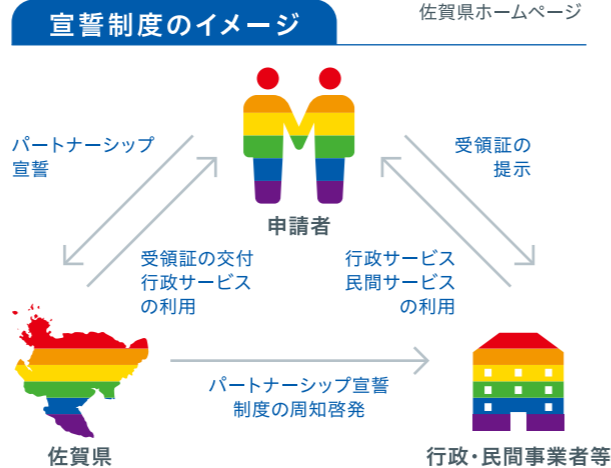 宣誓制度のイメージ
佐賀県ホームページ
パートナーシップ
宣誓
受領証の
提示
申請者
受領証の交付
行政サービス
の利用
行政サービス
民間サービス
の利用
パートナーシップ宣誓
制度の周知啓発
佐賀県
行政・民間事業者等